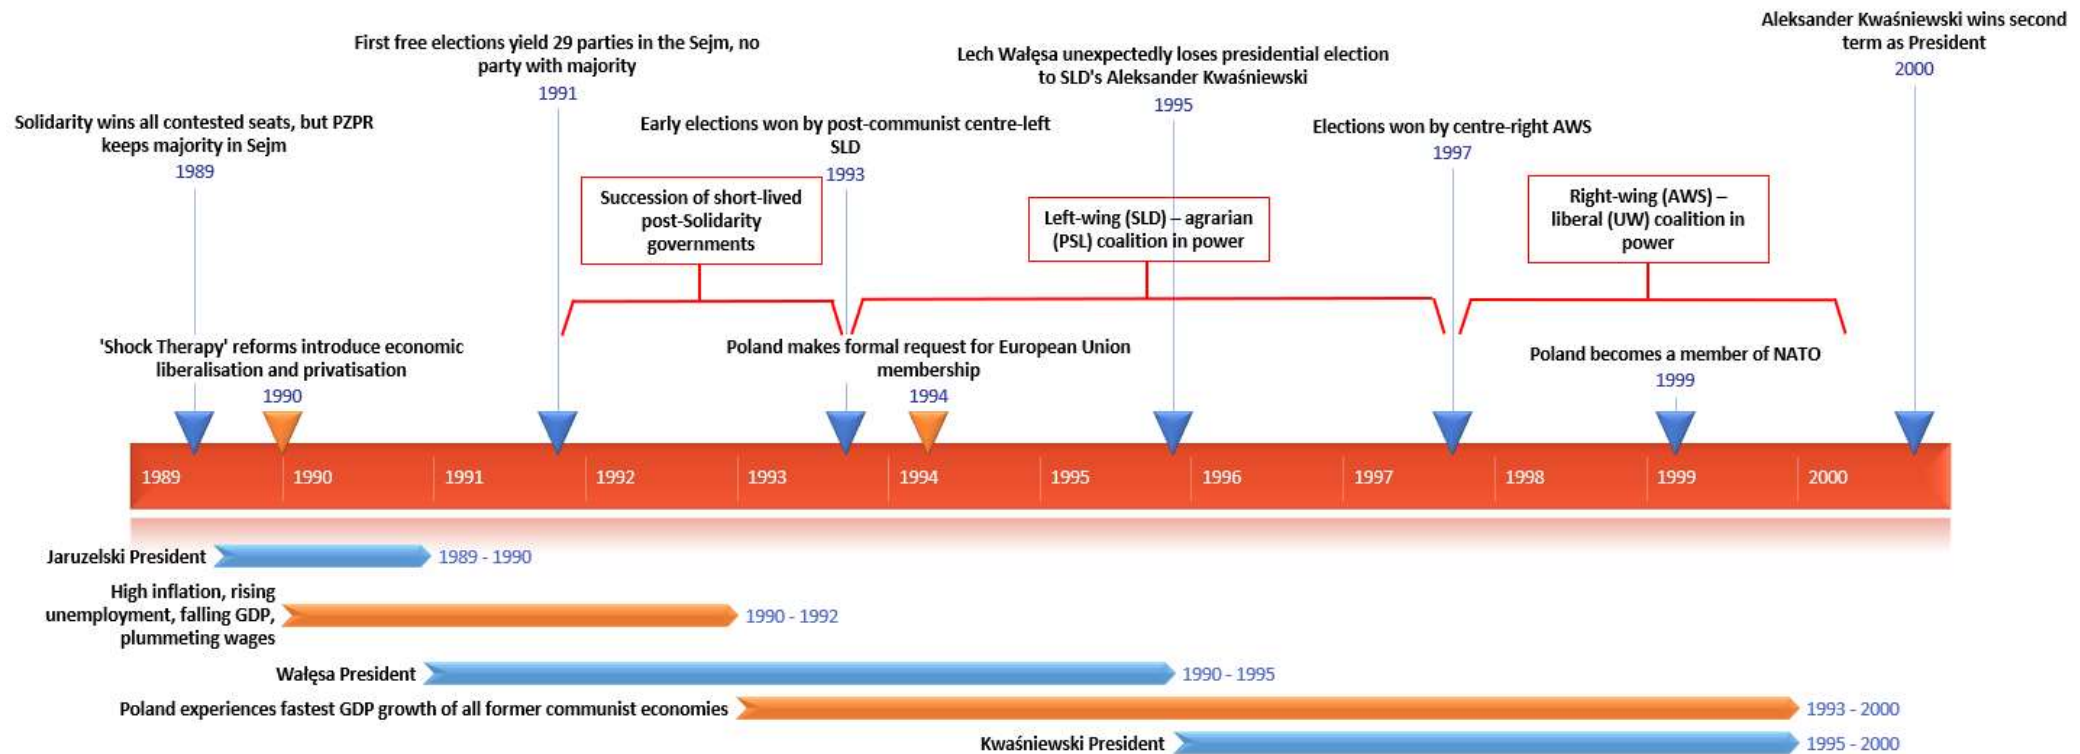 Aleksander Kwaśniewski wins second
term as President
2000
First free elections yield 29 parties in the Sejm, no
party with majority
1991
Lech Wałęsa unexpectedly loses presidential election
to SLD's Aleksander Kwaśniewski
1995
Solidarity wins all contested seats, but PZPR
keeps majority in Sejm
1989
Early elections won by post-communist centre-left
SLD
1993
Elections won by centre-right AWS
1997
Succession of short-lived
post-Solidarity
governments
Left-wing (SLD) – agrarian
(PSL) coalition in power
Right-wing (AWS) –
liberal (UW) coalition in
power
'Shock Therapy' reforms introduce economic
liberalisation and privatisation
1990
Poland makes formal request for European Union
membership
1994
Poland becomes a member of NATO
1999
1989 1990 1991 1992 1993 1994 1995 1996 1997 1998 1999 2000
Jaruzelski President 1989 - 1990
High inflation, rising
unemployment, falling GDP, 1990 - 1992
plummeting wages
Wałęsa President 1990 - 1995
Poland experiences fastest GDP growth of all former communist economies 1993 - 2000
Kwaśniewski President 1995 - 2000